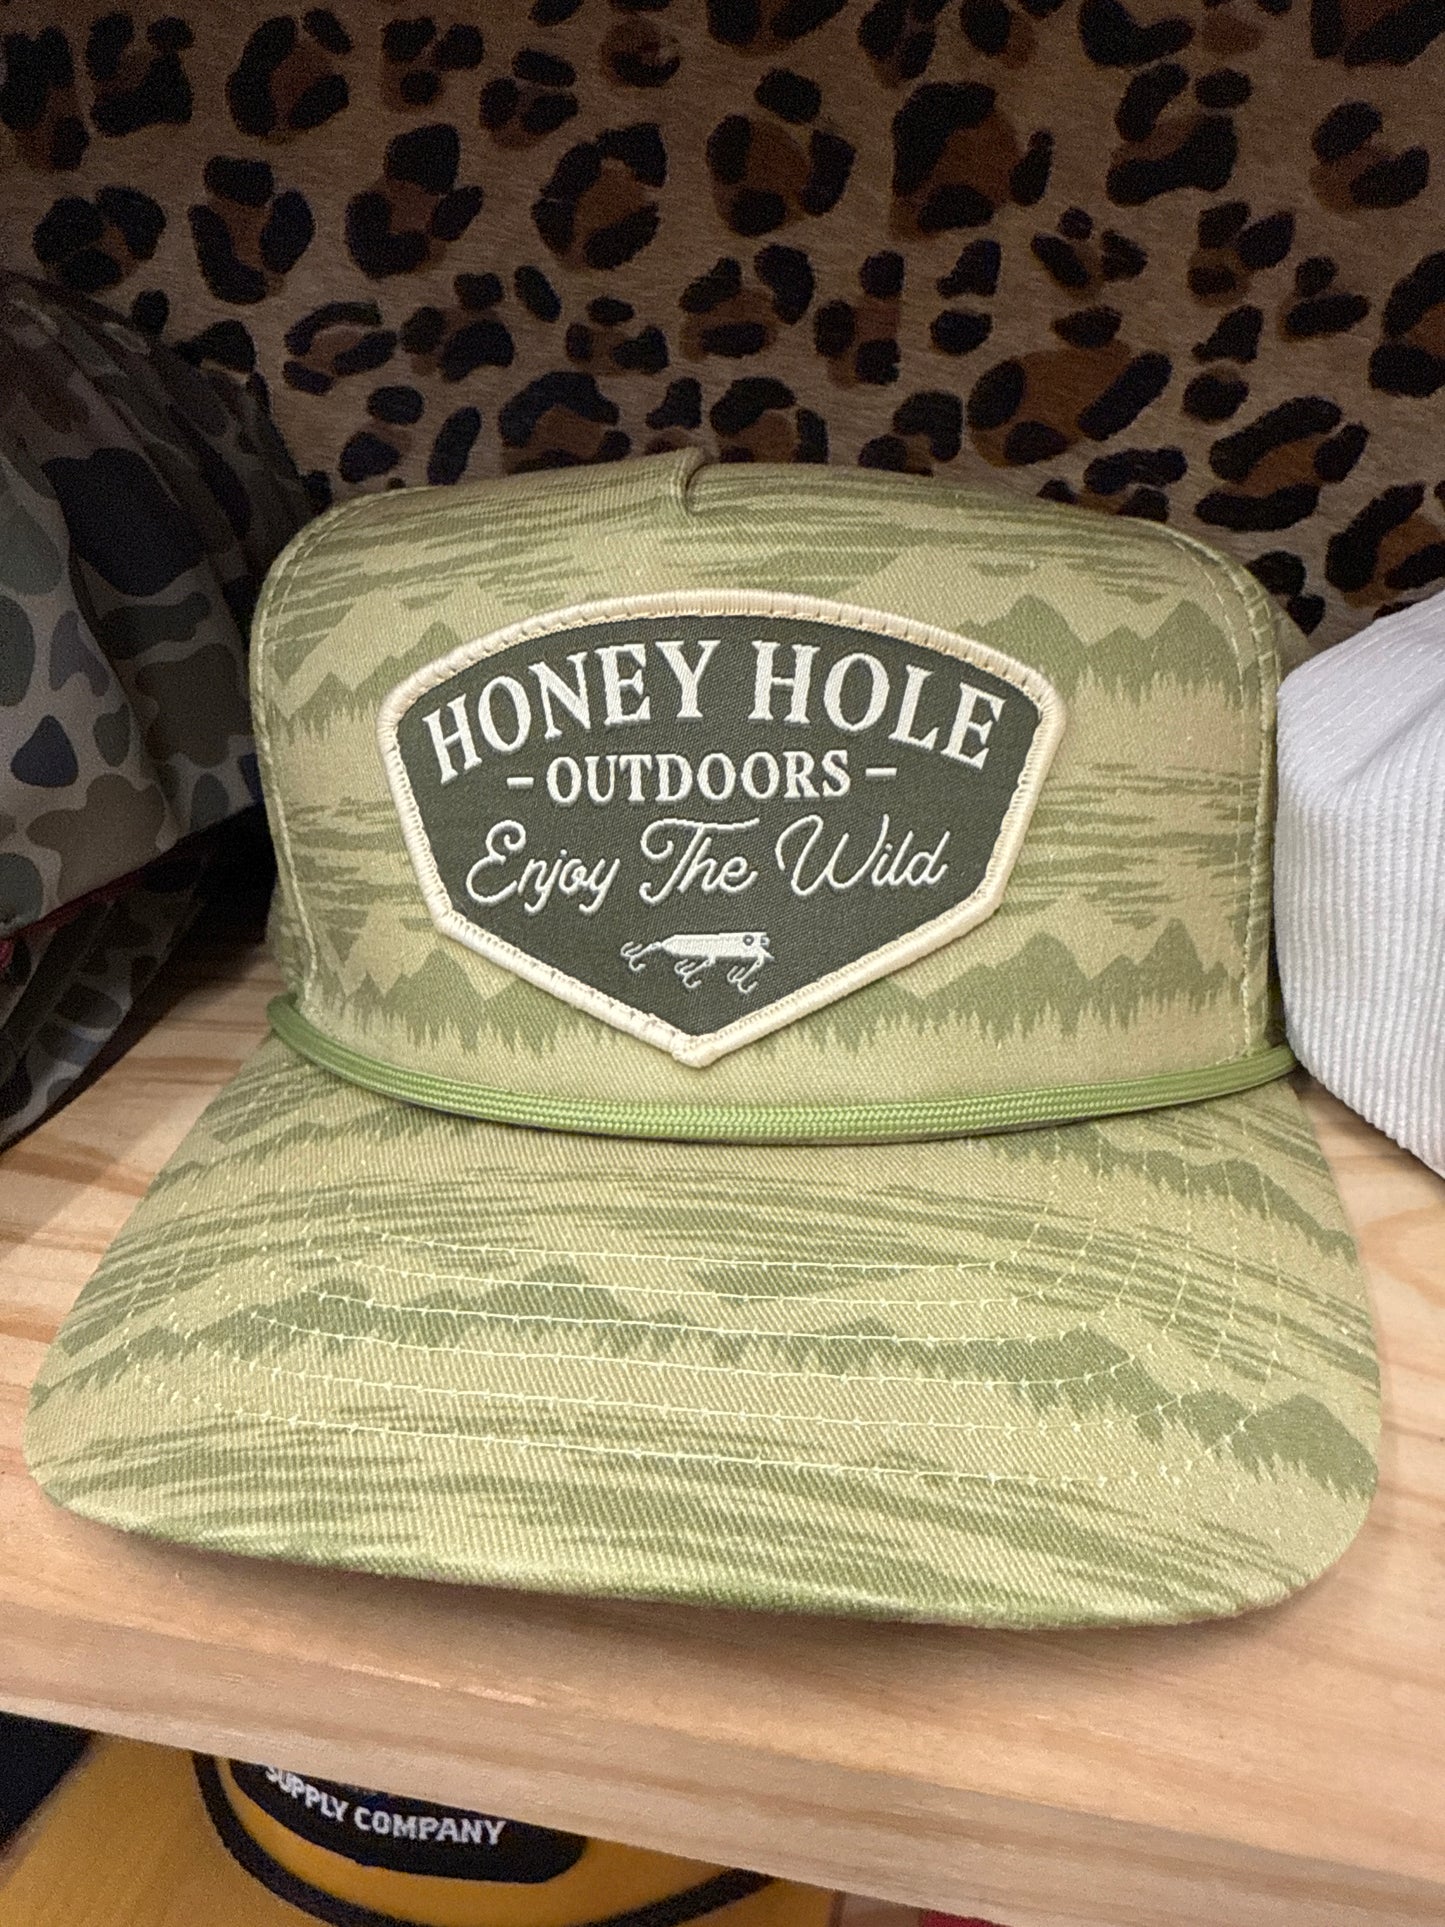 HONEY HOLE
- OUTDOORS -
Enjoy The Wild
SUPPLY COMPANY